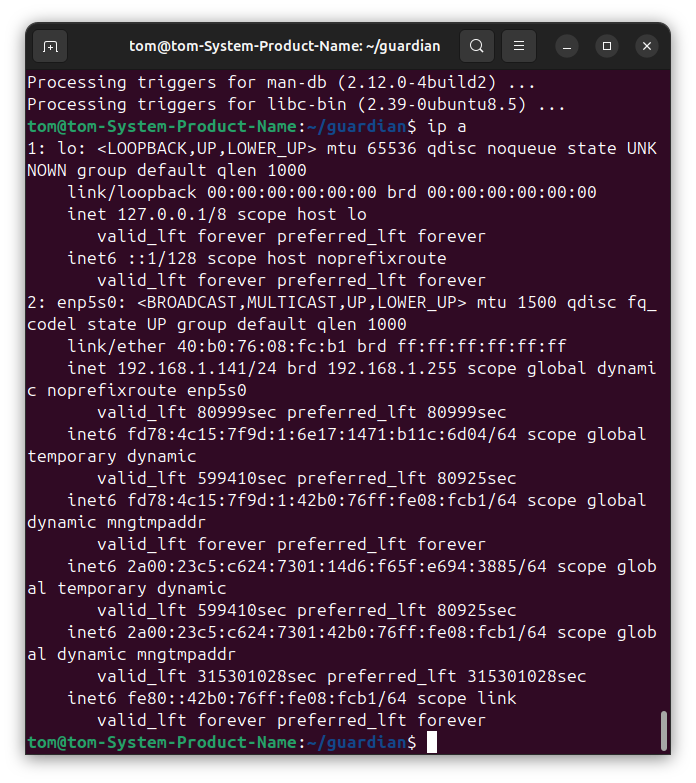 tom@tom-System-Product-Name: ~/guardian
Processing triggers for man-db (2.12.0-4build2) ...
Processing triggers for libc-bin (2.39-0ubuntu8.5) ...
tom@tom-System-Product-Name:~/guardian$ ip a
1: lo: <LOOPBACK,UP,LOWER_UP> mtu 65536 qdisc noqueue state UNK
NOWN group default qlen 1000
    link/loopback 00:00:00:00:00:00 brd 00:00:00:00:00:00
    inet 127.0.0.1/8 scope host lo
       valid_lft forever preferred_lft forever
    inet6 ::1/128 scope host noprefixroute
       valid_lft forever preferred_lft forever
2: enp5s0: <BROADCAST,MULTICAST,UP,LOWER_UP> mtu 1500 qdisc fq_
codel state UP group default qlen 1000
    link/ether 40:b0:76:08:fc:b1 brd ff:ff:ff:ff:ff:ff
    inet 192.168.1.141/24 brd 192.168.1.255 scope global dynami
c noprefixroute enp5s0
       valid_lft 80999sec preferred_lft 80999sec
    inet6 fd78:4c15:7f9d:1:6e17:1471:b11c:6d04/64 scope global
temporary dynamic
       valid_lft 599410sec preferred_lft 80925sec
    inet6 fd78:4c15:7f9d:1:42b0:76ff:fe08:fcb1/64 scope global
dynamic mngtmpaddr
       valid_lft forever preferred_lft forever
    inet6 2a00:23c5:c624:7301:14d6:f65f:e694:3885/64 scope glob
al temporary dynamic
       valid_lft 599410sec preferred_lft 80925sec
    inet6 2a00:23c5:c624:7301:42b0:76ff:fe08:fcb1/64 scope glob
al dynamic mngtmpaddr
       valid_lft 315301028sec preferred_lft 315301028sec
    inet6 fe80::42b0:76ff:fe08:fcb1/64 scope link
       valid_lft forever preferred_lft forever
tom@tom-System-Product-Name:~/guardian$